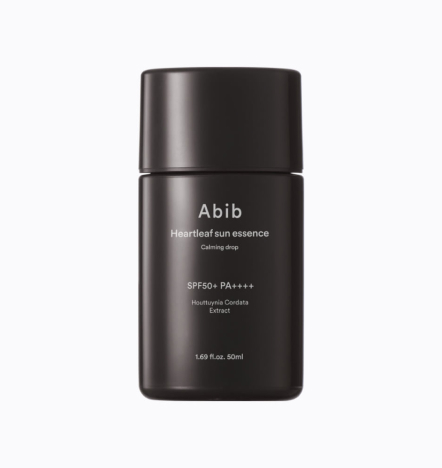 Abib
Heartleaf sun essence
Calming drop
SPF50+ PA++++
Houttuynia Cordata
Extract
1.69 fl.oz. 50ml